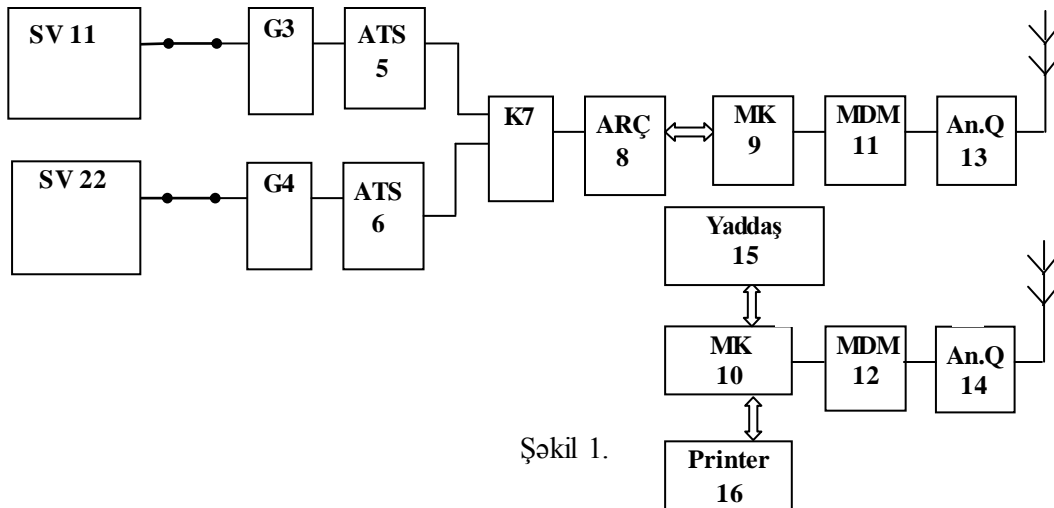 SV 11
G3
ATS
5
K7
ARÇ
8
MK
9
MDM
11
An.Q
13
SV 22
G4
ATS
6
Yaddaş
15
MK
10
MDM
12
An.Q
14
Printer
16
Şəkil 1.